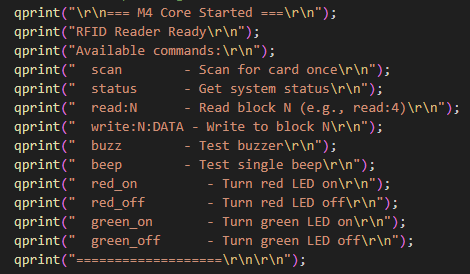 qprint("\r\n=== M4 Core Started ===\r\n");
qprint("RFID Reader Ready\r\n");
qprint("Available commands:\r\n");
qprint("  scan        - Scan for card once\r\n");
qprint("  status      - Get system status\r\n");
qprint("  read:N      - Read block N (e.g., read:4)\r\n");
qprint("  write:N:DATA - Write to block N\r\n");
qprint("  buzz        - Test buzzer\r\n");
qprint("  beep        - Test single beep\r\n");
qprint("  red_on         - Turn red LED on\r\n");
qprint("  red_off        - Turn red LED off\r\n");
qprint("  green_on       - Turn green LED on\r\n");
qprint("  green_off      - Turn green LED off\r\n");
qprint("===================\r\n\r\n");